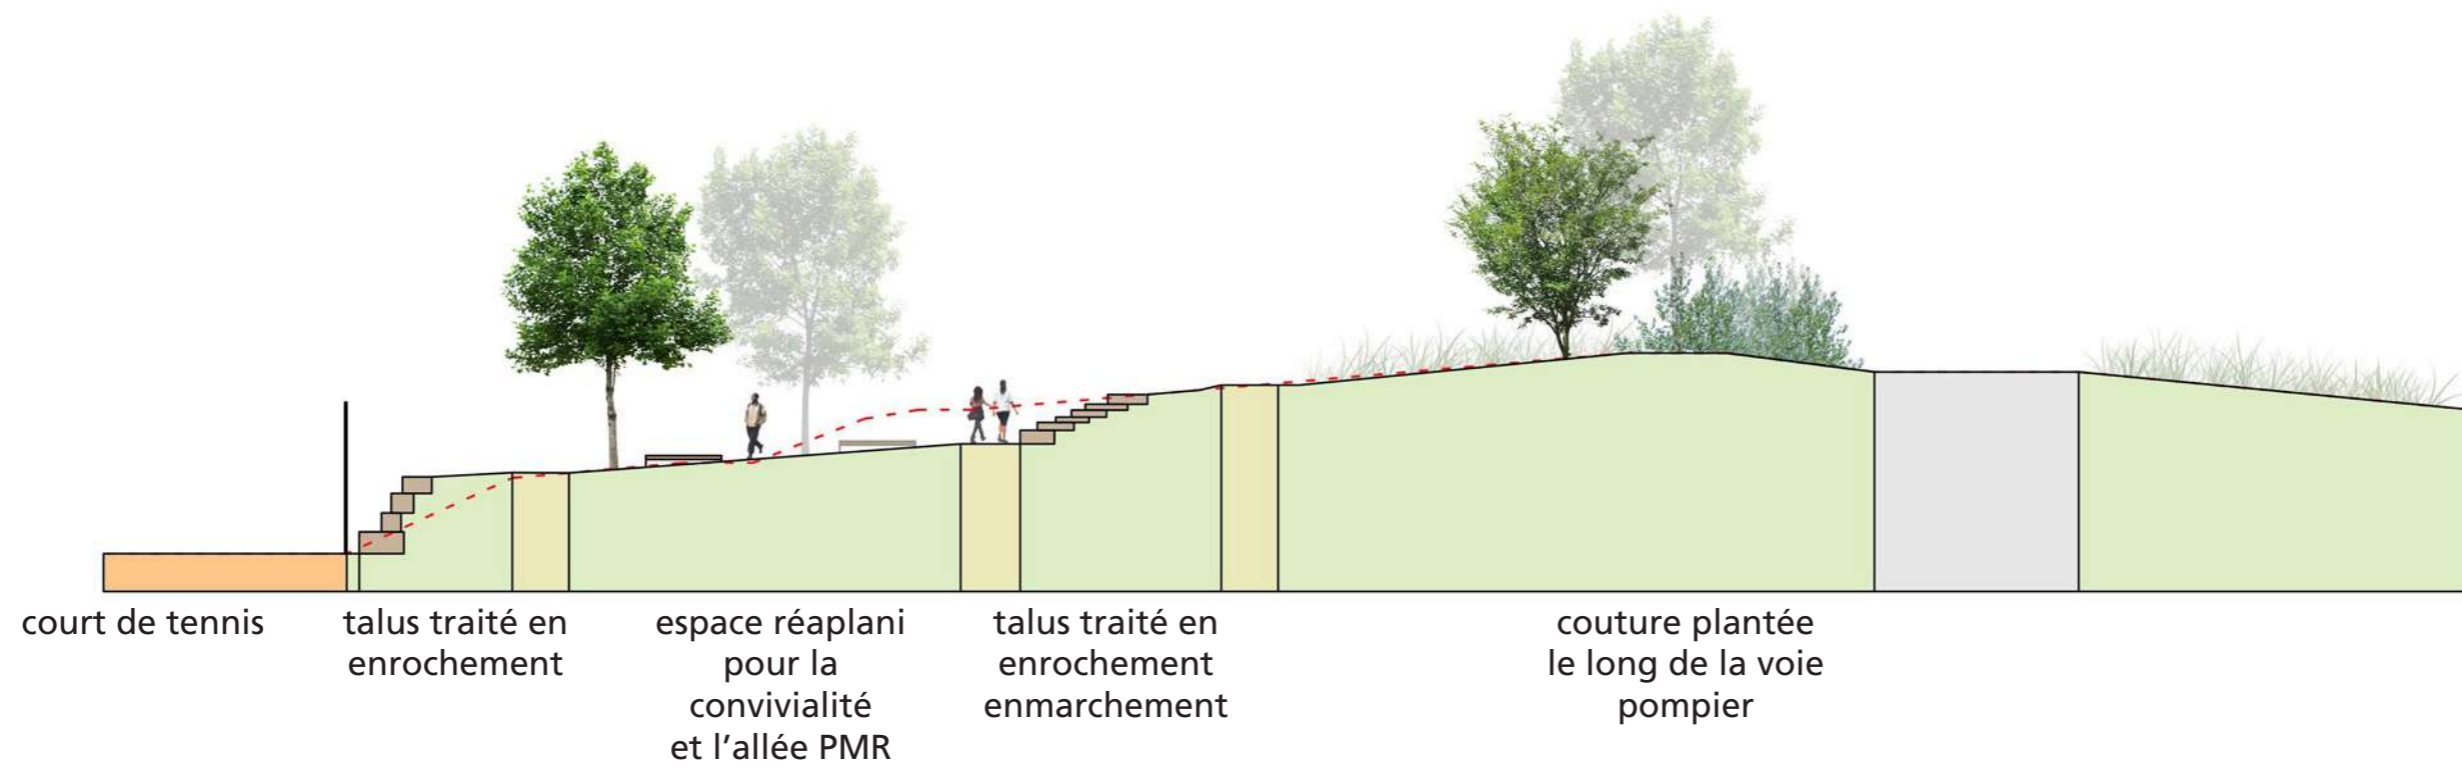 court de tennis
talus traité en
enrochement
espace réaplani
pour la
convivialité
et l’allée PMR
talus traité en
enrochement
enmarchement
couture plantée
le long de la voie
pompier